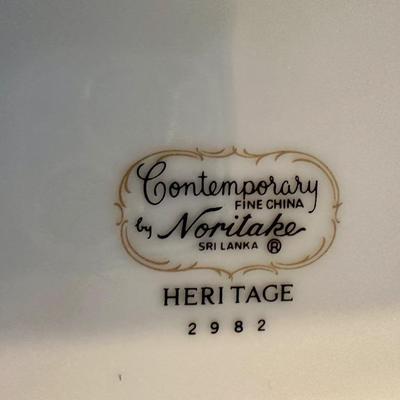 Contemporary
FINE CHINA
by Noritake
SRI LANKA ®
HERITAGE
2982